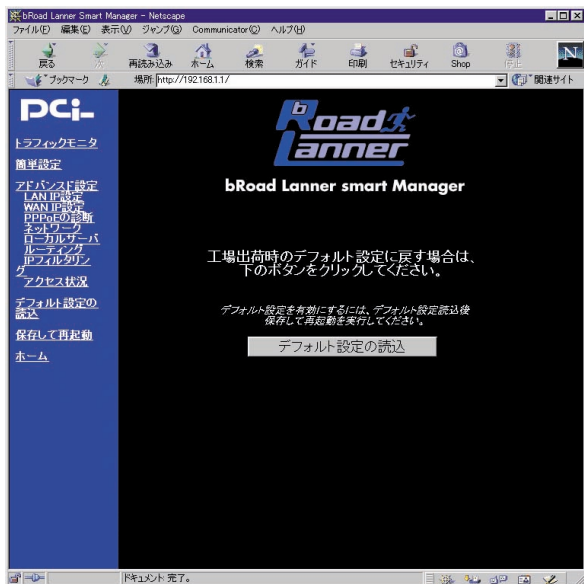 bRoad Lanner Smart Manager - Netscape
ファイル(F) 編集(E) 表示(V) ジャンプ(G) Communicator(C) ヘルプ(H)
戻る 次 再読み込み ホーム 検索 ガイド 印刷 セキュリティ Shop 停止
ブックマーク 場所: http://192.168.1.1/ 関連サイト
PCi
トラフィックモニタ
簡単設定
アドバンスド設定
LAN IP設定
WAN IP設定
PPPoEの診断
ネットワーク
ローカルサーバ
ルーティング
IPフィルタリン
グ
アクセス状況
デフォルト設定の
読込
保存して再起動
ホーム
bRoad
Lanner
bRoad Lanner smart Manager
工場出荷時のデフォルト設定に戻す場合は、
下のボタンをクリックしてください。
デフォルト設定を有効にするには、デフォルト設定読込後
保存して再起動を実行してください。
デフォルト設定の読込
ドキュメント 完了。